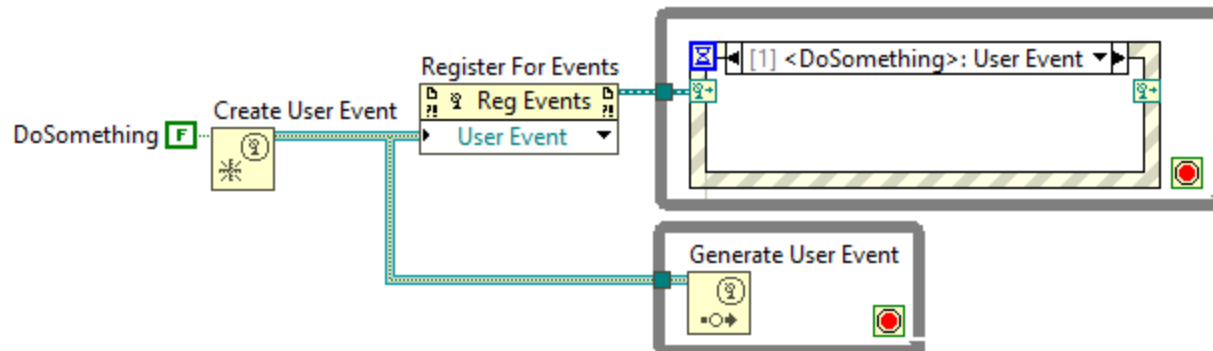 [1] <DoSomething>: User Event
Register For Events
?! Reg Events ?!
Create User Event
User Event
DoSomething F
Generate User Event